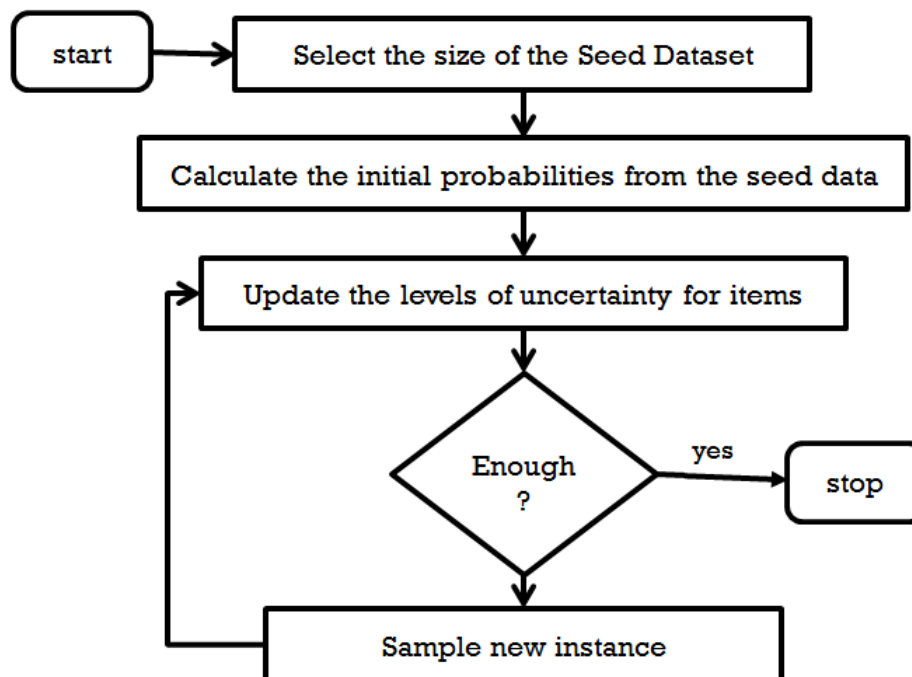 start
Select the size of the Seed Dataset
Calculate the initial probabilities from the seed data
Update the levels of uncertainty for items
Enough
?
yes
stop
Sample new instance